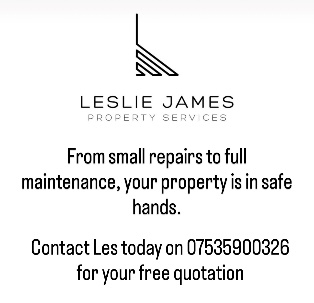 LESLIE JAMES
PROPERTY SERVICES
From small repairs to full
maintenance, your property is in safe
hands.
Contact Les today on 07535900326
for your free quotation